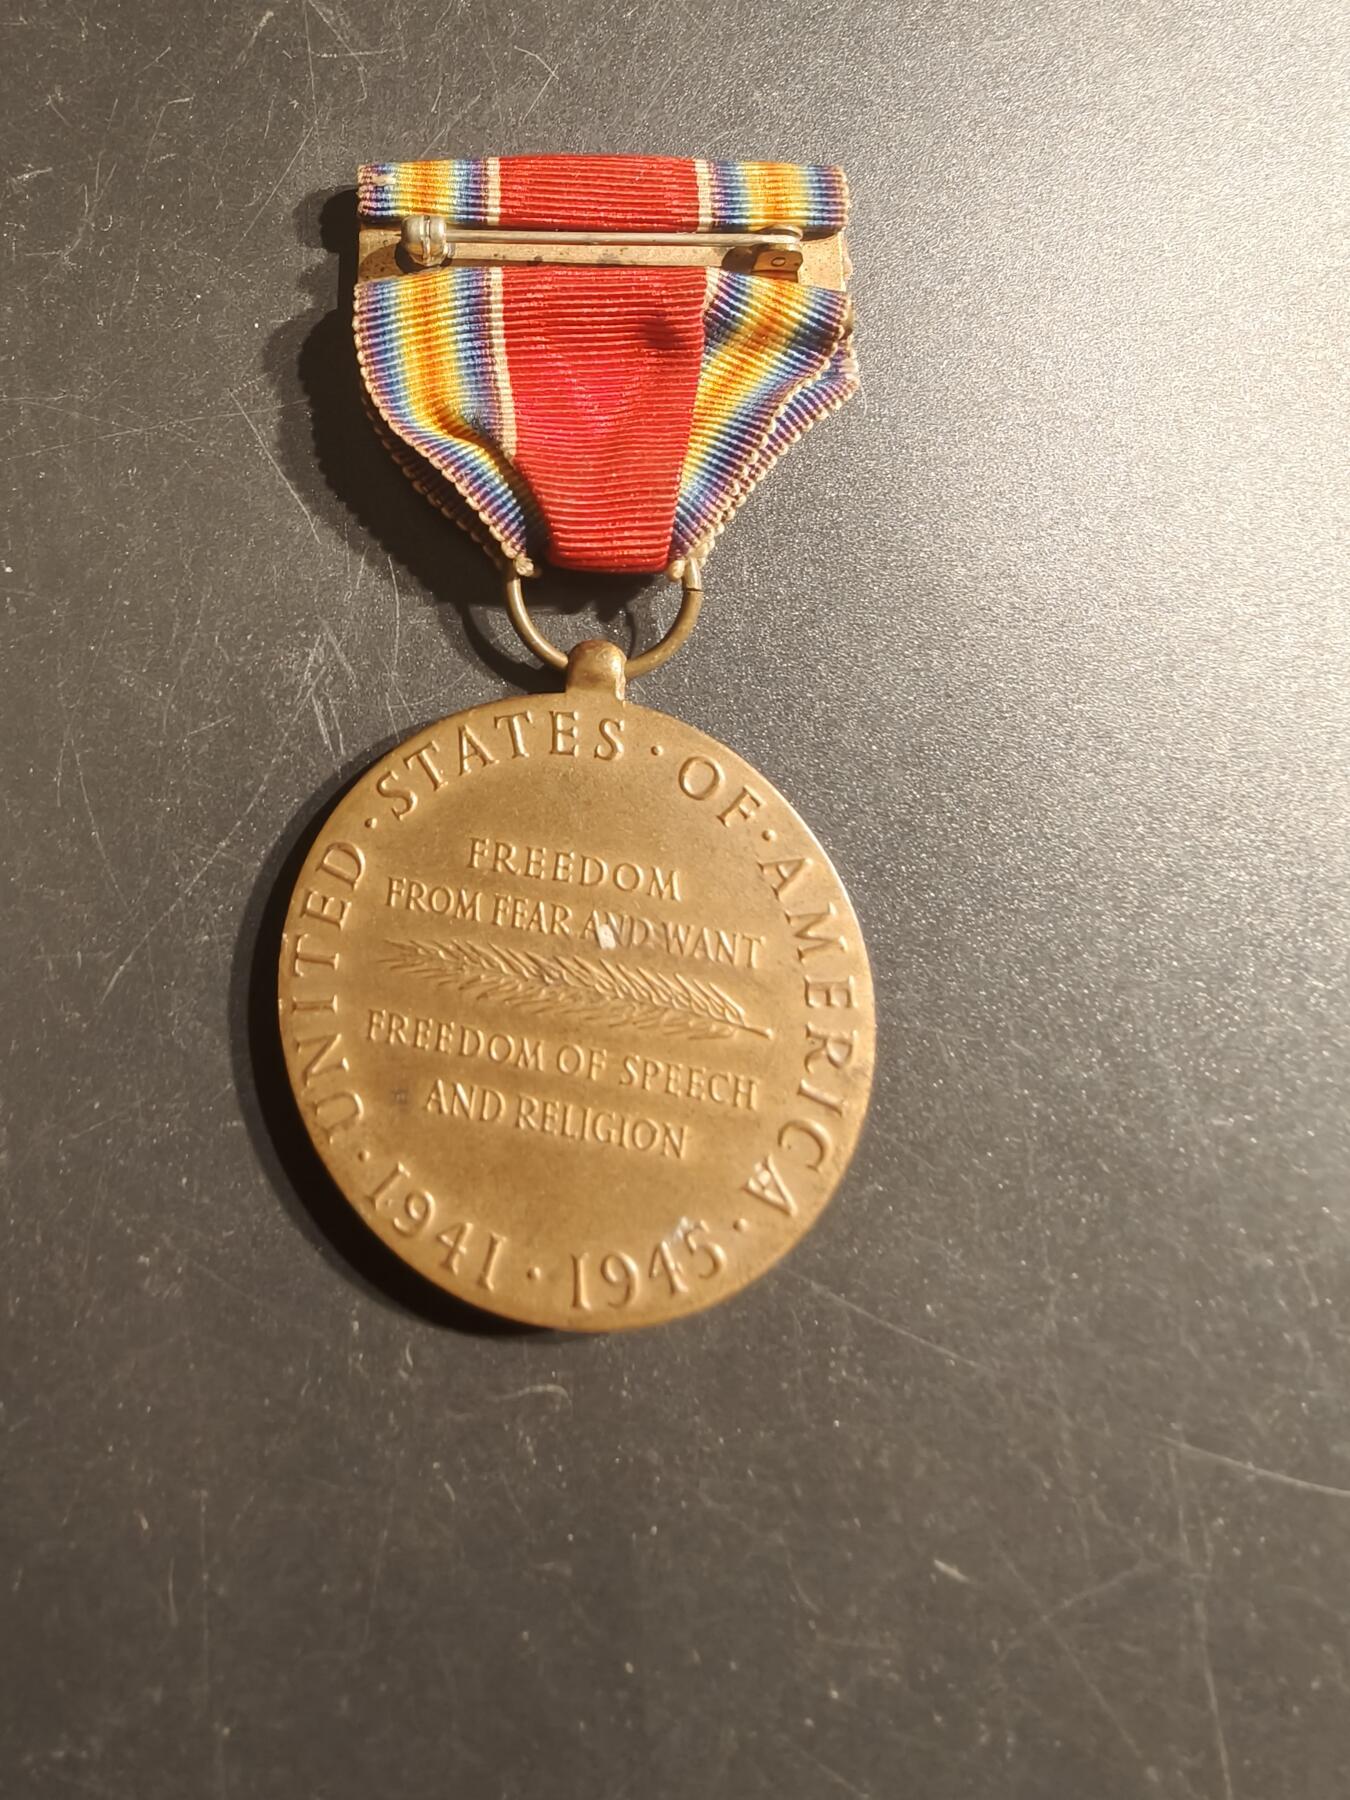 UNITED · STATES · OF · AMERICA ·
FREEDOM
FROM FEAR AND WANT
FREEDOM OF SPEECH
AND RELIGION
· 1941 · 1945